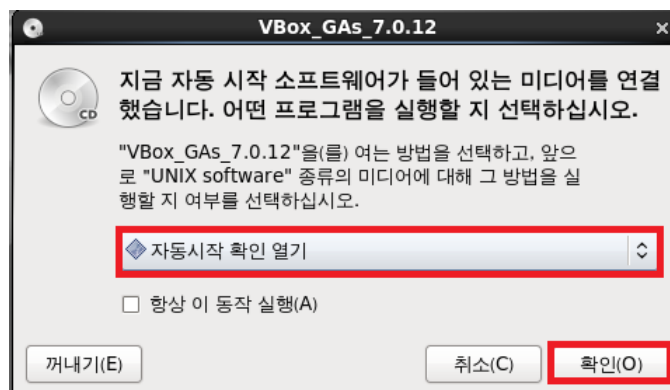 VBox_GAs_7.0.12
지금 자동 시작 소프트웨어가 들어 있는 미디어를 연결
했습니다. 어떤 프로그램을 실행할 지 선택하십시오.
CD
"VBox_GAs_7.0.12"을(를) 여는 방법을 선택하고, 앞으
로 "UNIX software" 종류의 미디어에 대해 그 방법을 실
행할 지 여부를 선택하십시오.
자동시작 확인 열기
항상 이 동작 실행(A)
꺼내기(E)
취소(C)
확인(O)